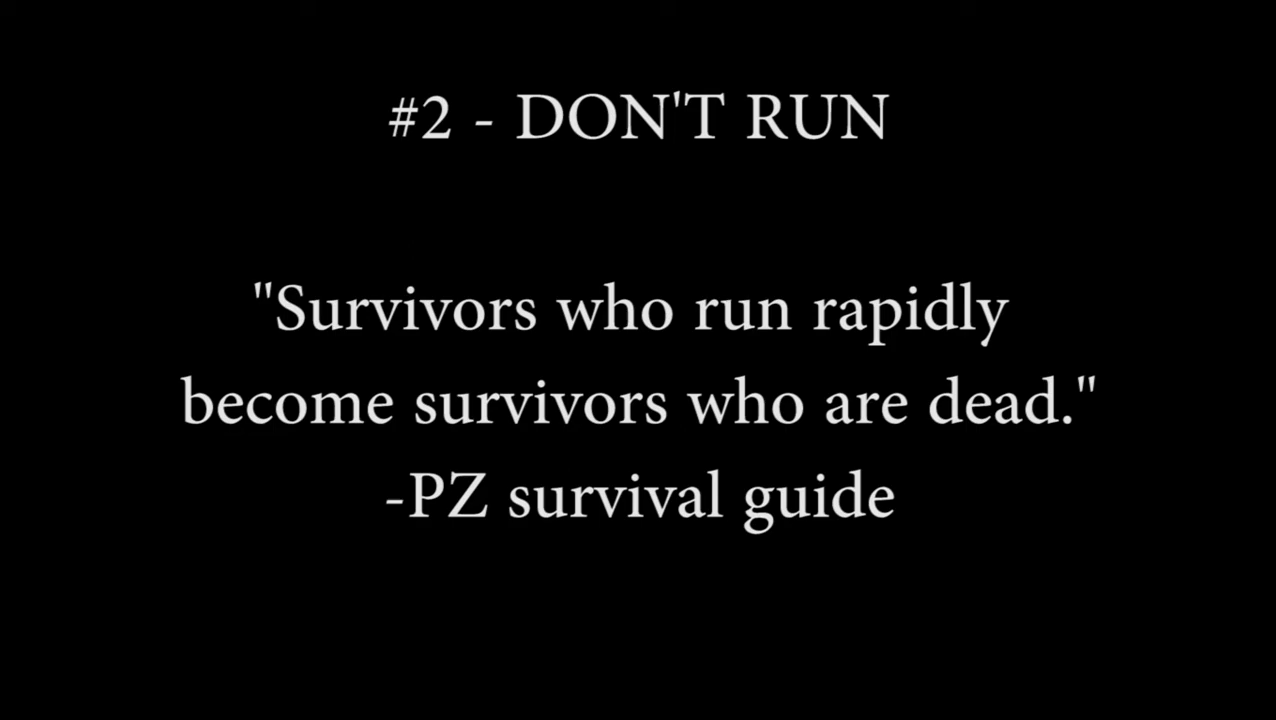 #2 - DON'T RUN
"Survivors who run rapidly
become survivors who are dead."
-PZ survival guide